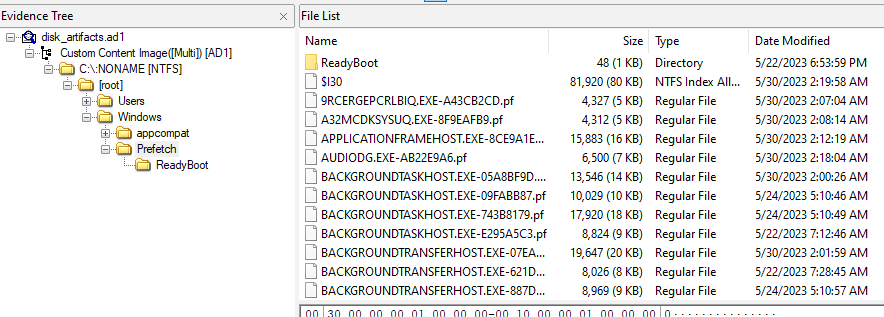 Evidence Tree
disk_artifacts.ad1
Custom Content Image([Multi]) [AD1]
C:\:NONAME [NTFS]
[root]
Users
Windows
appcompat
Prefetch
ReadyBoot
File List
Name Size Type Date Modified
ReadyBoot 48 (1 KB) Directory 5/22/2023 6:53:59 PM
$I30 81,920 (80 KB) NTFS Index All... 5/30/2023 2:19:58 AM
9RCERGEPCRLBIQ.EXE-A43CB2CD.pf 4,327 (5 KB) Regular File 5/30/2023 2:07:04 AM
A32MCDKSYSUQ.EXE-8F9EAFB9.pf 4,312 (5 KB) Regular File 5/30/2023 2:08:14 AM
APPLICATIONFRAMEHOST.EXE-8CE9A1E... 15,883 (16 KB) Regular File 5/30/2023 2:12:19 AM
AUDIODG.EXE-AB22E9A6.pf 6,500 (7 KB) Regular File 5/30/2023 2:18:04 AM
BACKGROUNDTASKHOST.EXE-05A8BF9D.... 13,546 (14 KB) Regular File 5/30/2023 2:00:26 AM
BACKGROUNDTASKHOST.EXE-09FABB87.pf 10,029 (10 KB) Regular File 5/24/2023 5:10:46 AM
BACKGROUNDTASKHOST.EXE-743B8179.pf 17,920 (18 KB) Regular File 5/24/2023 5:10:49 AM
BACKGROUNDTASKHOST.EXE-E295A5C3.pf 8,824 (9 KB) Regular File 5/22/2023 7:12:46 AM
BACKGROUNDTRANSFERHOST.EXE-07EA... 19,647 (20 KB) Regular File 5/30/2023 2:01:59 AM
BACKGROUNDTRANSFERHOST.EXE-621D... 8,026 (8 KB) Regular File 5/22/2023 7:28:45 AM
BACKGROUNDTRANSFERHOST.EXE-887D... 8,969 (9 KB) Regular File 5/24/2023 5:10:57 AM